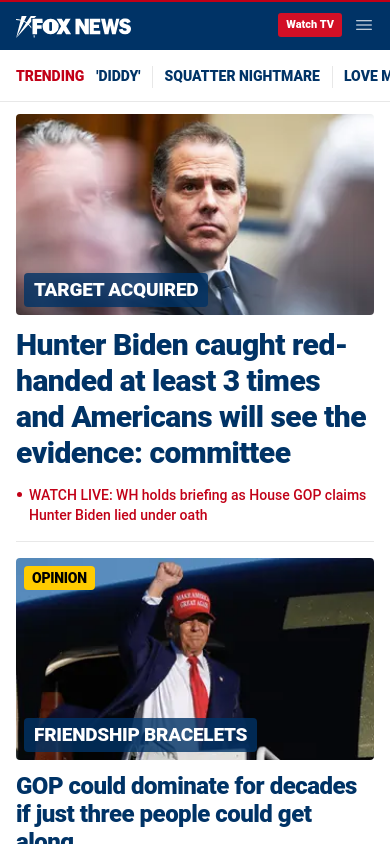 FOX NEWS
Watch TV
TRENDING 'DIDDY' SQUATTER NIGHTMARE LOVE M
TARGET ACQUIRED
Hunter Biden caught red-
handed at least 3 times
and Americans will see the
evidence: committee
• WATCH LIVE: WH holds briefing as House GOP claims
Hunter Biden lied under oath
OPINION
MAKE AMERICA
GREAT AGAIN
FRIENDSHIP BRACELETS
GOP could dominate for decades
if just three people could get
along